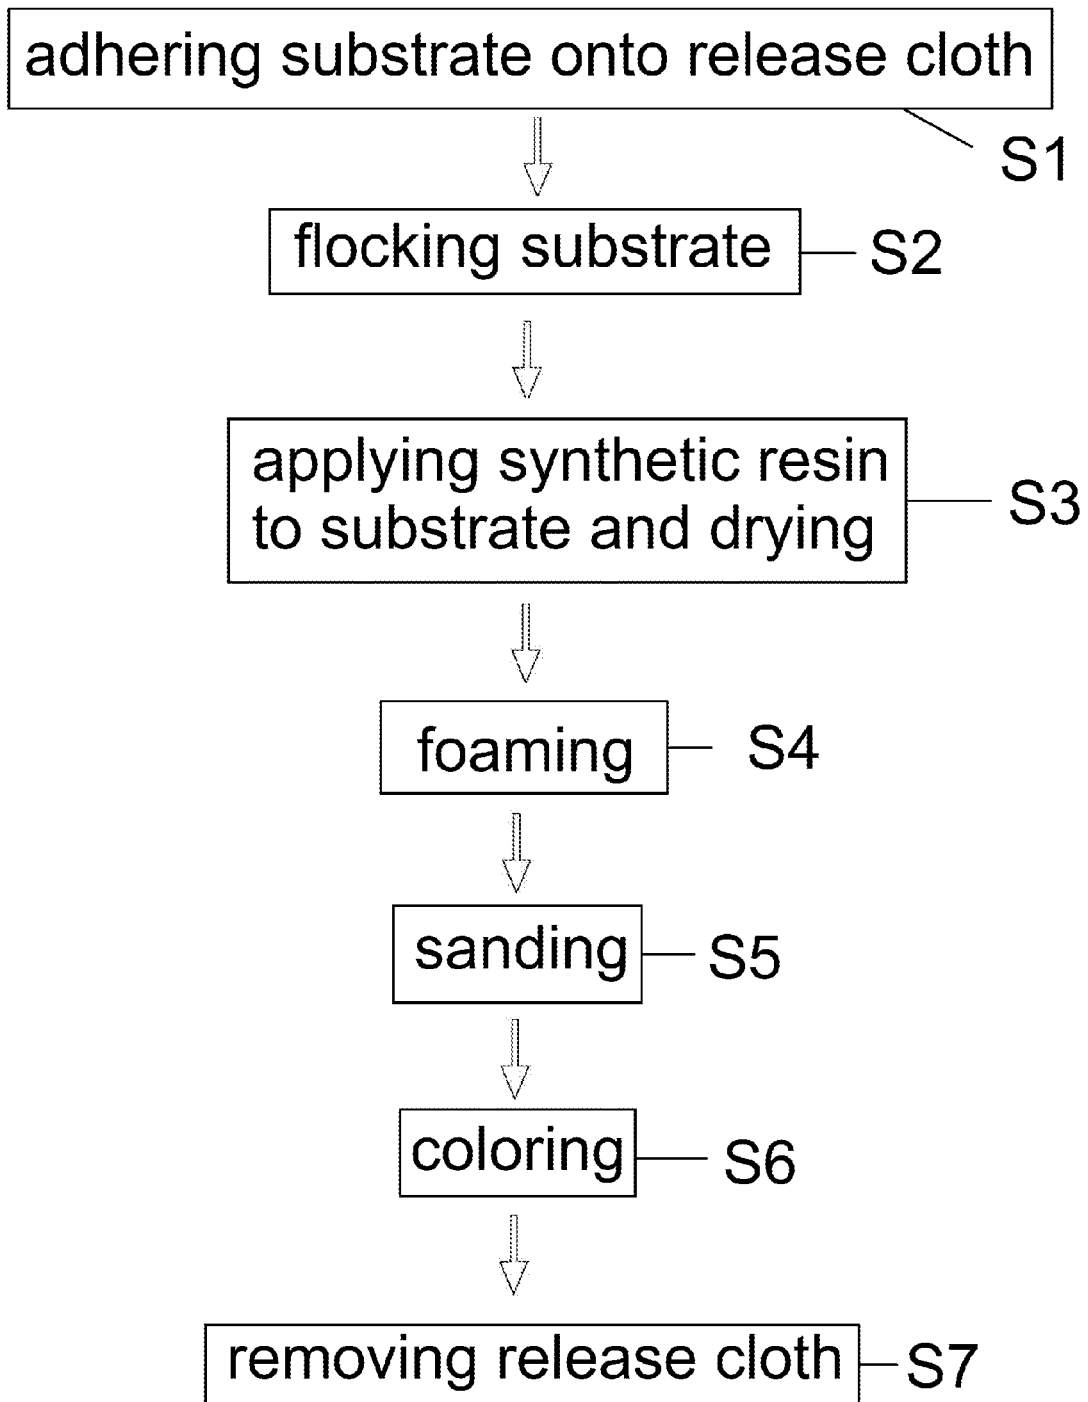 adhering substrate onto release cloth
S1
flocking substrate
S2
applying synthetic resin
to substrate and drying
S3
foaming
S4
sanding
S5
coloring
S6
removing release cloth
S7